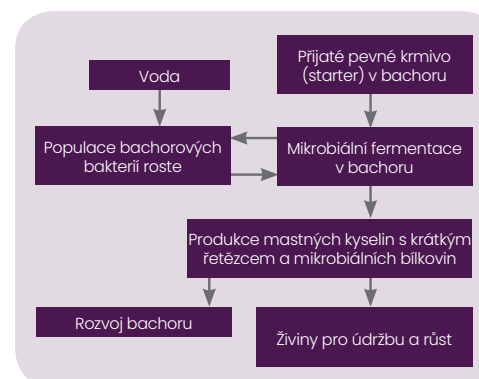 Přijaté pevné krmivo
(starter) v bachoru
Voda
Populace bachorových
bakterií roste
Mikrobiální fermentace
v bachoru
Produkce mastných kyselin s krátkým
řetězcem a mikrobiálních bílkovin
Rozvoj bachoru
Živiny pro údržbu a růst